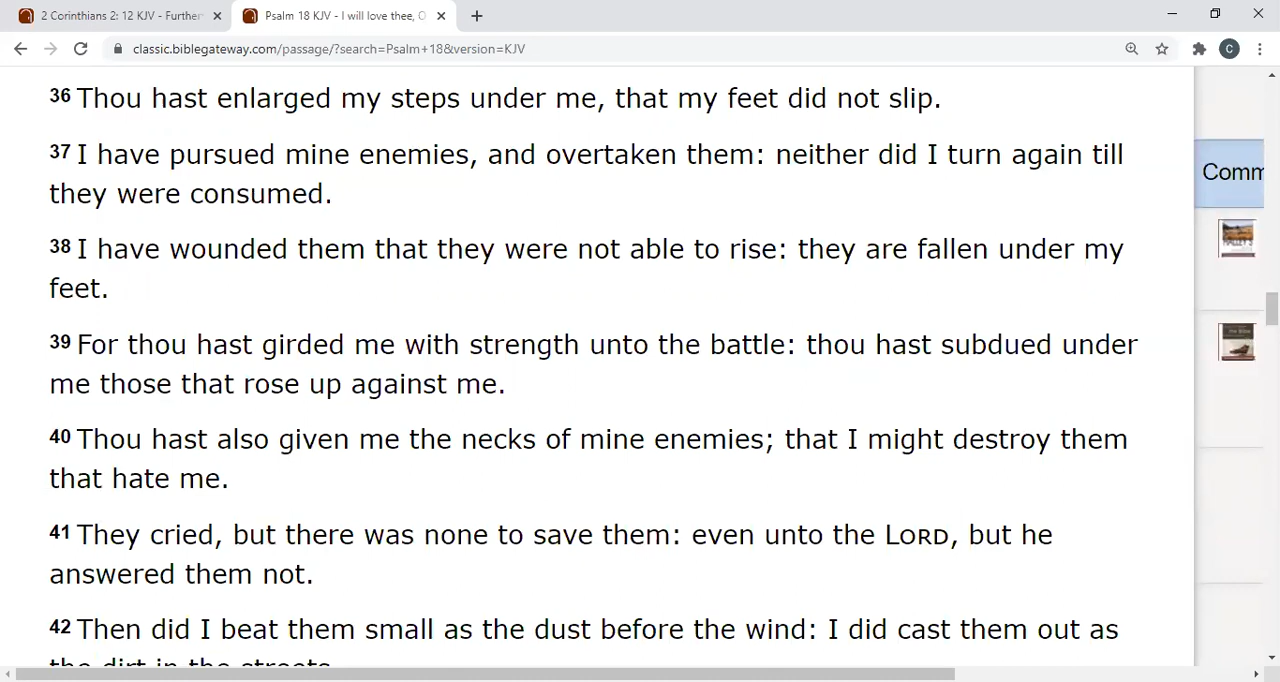 2 Corinthians 2: 12 KJV - Further
Psalm 18 KJV - I will love thee, O
classic.biblegateway.com/passage/?search=Psalm+18&version=KJV
C
36 Thou hast enlarged my steps under me, that my feet did not slip.
37 I have pursued mine enemies, and overtaken them: neither did I turn again till
they were consumed.
Comm
38 I have wounded them that they were not able to rise: they are fallen under my
feet.
39 For thou hast girded me with strength unto the battle: thou hast subdued under
me those that rose up against me.
40 Thou hast also given me the necks of mine enemies; that I might destroy them
that hate me.
41 They cried, but there was none to save them: even unto the LORD, but he
answered them not.
42 Then did I beat them small as the dust before the wind: I did cast them out as
the dirt in the streets.